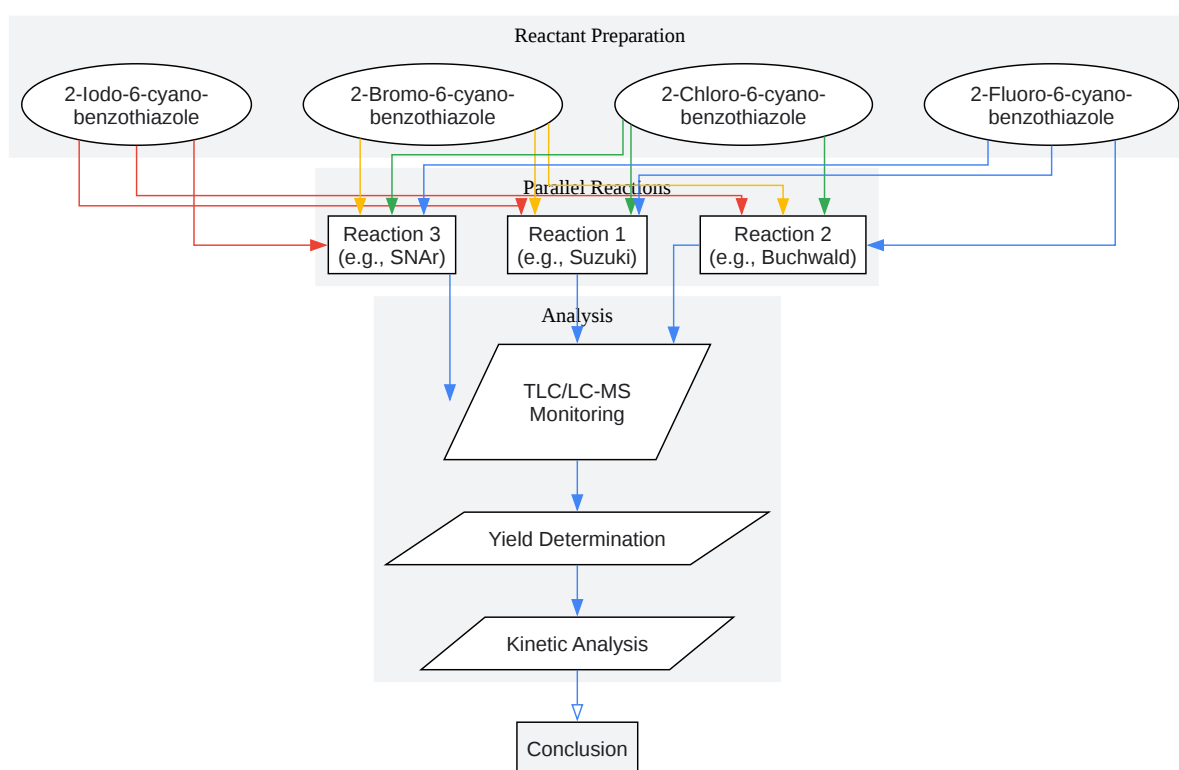 Reactant Preparation
2-Iodo-6-cyano-
benzothiazole
2-Bromo-6-cyano-
benzothiazole
2-Chloro-6-cyano-
benzothiazole
2-Fluoro-6-cyano-
benzothiazole
Parallel Reactions
Reaction 3
(e.g., SNAr)
Reaction 1
(e.g., Suzuki)
Reaction 2
(e.g., Buchwald)
Analysis
TLC/LC-MS
Monitoring
Yield Determination
Kinetic Analysis
Conclusion